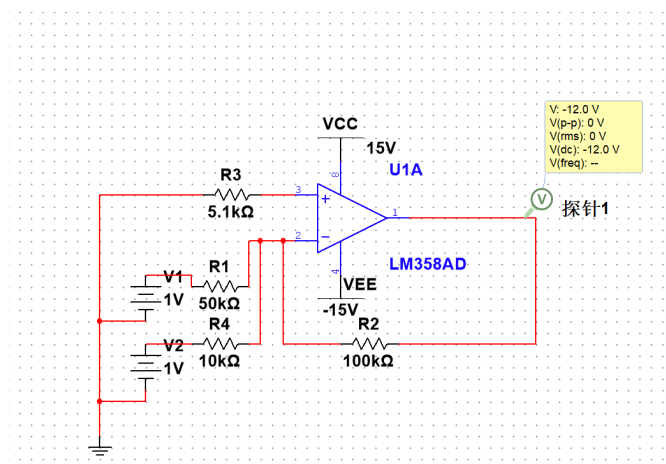 V: -12.0 V
V(p-p): 0 V
V(rms): 0 V
V(dc): -12.0 V
V(freq): --
VCC
15V
8
U1A
R3
3
+
V
探针1
5.1kΩ
1
2
−
LM358AD
4
V1
R1
1V
50kΩ
VEE
-15V
R4
R2
V2
1V
10kΩ
100kΩ